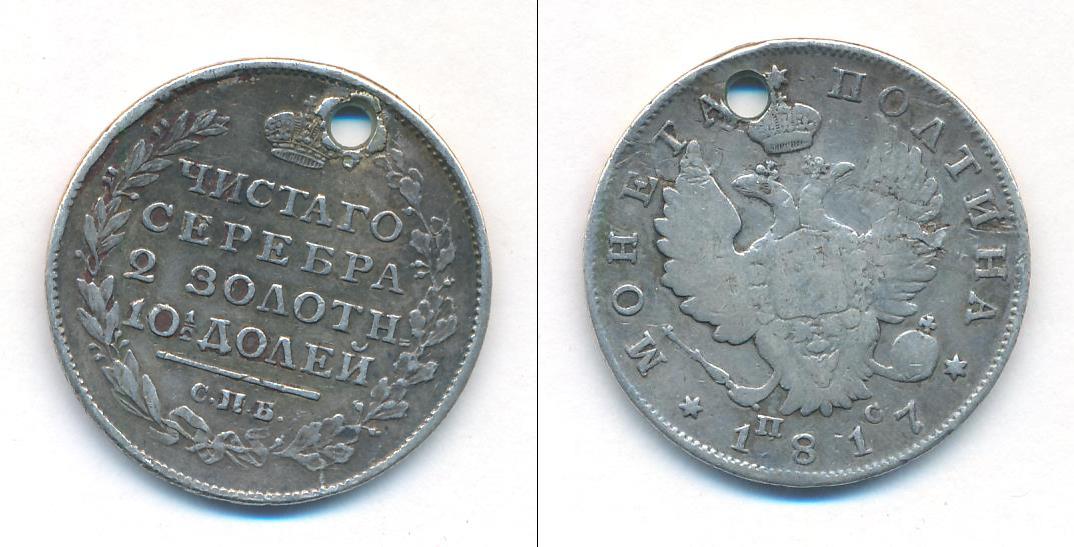 ЧИСТАГО
СЕРЕБРА
2 ЗОЛОТН.
10½ ДОЛЕЙ
С.П.Б.
МОНЕТА ПОЛТИНА
П С
1817